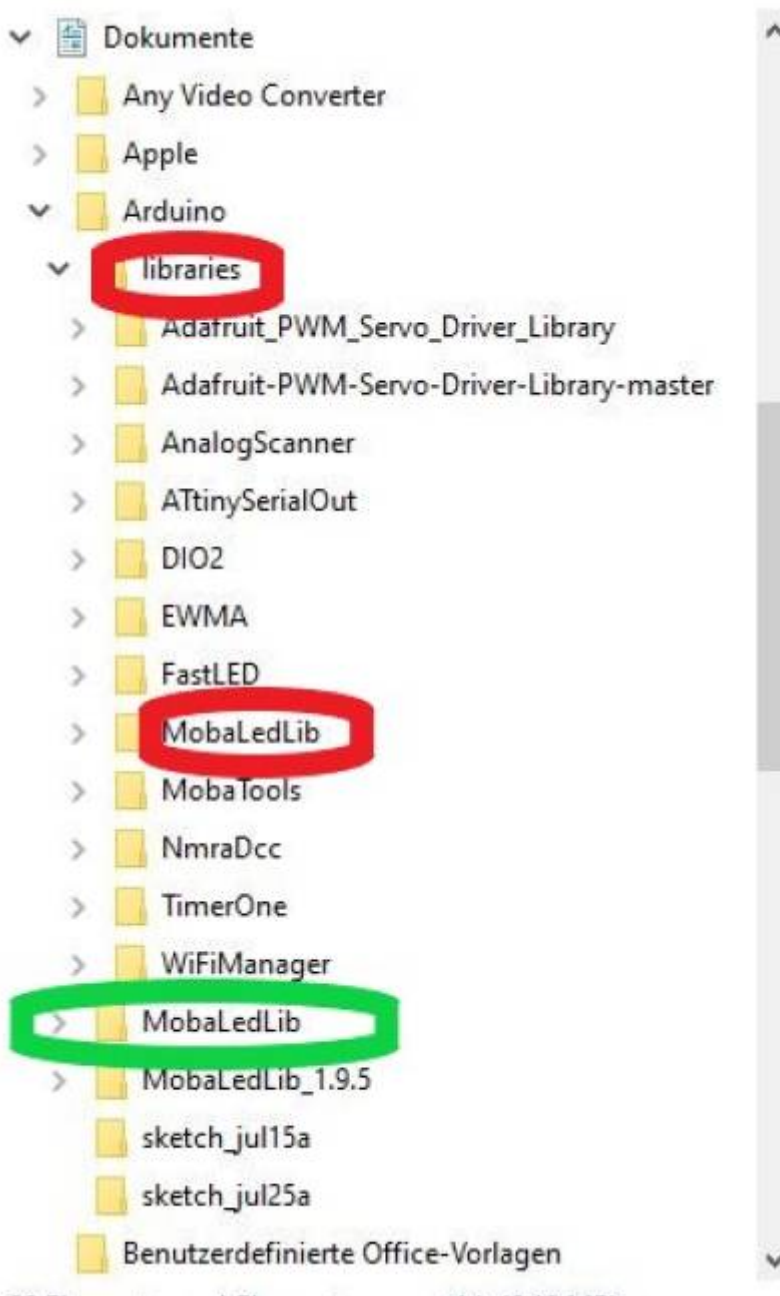 Dokumente
Any Video Converter
Apple
Arduino
libraries
Adafruit_PWM_Servo_Driver_Library
Adafruit-PWM-Servo-Driver-Library-master
AnalogScanner
ATtinySerialOut
DIO2
EWMA
FastLED
MobaLedLib
MobaTools
NmraDcc
TimerOne
WiFiManager
MobaLedLib
MobaLedLib_1.9.5
sketch_jul15a
sketch_jul25a
Benutzerdefinierte Office-Vorlagen